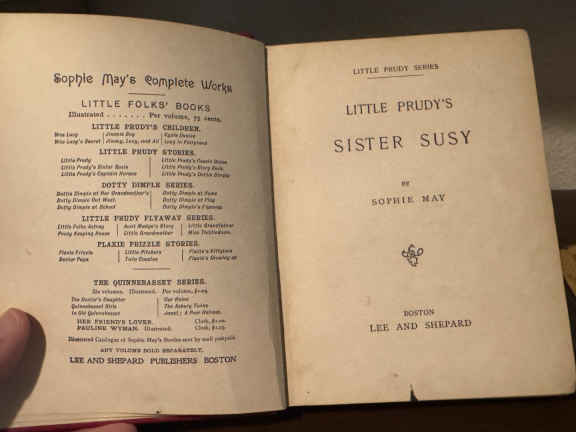 Sophie May's Complete Works
LITTLE FOLKS' BOOKS
Illustrated . . . . . . . Per volume, 75 cents.
LITTLE PRUDY'S CHILDREN.
Wee Lucy Jimmie Boy Kyzie Dunlee
Wee Lucy's Secret Jimmy, Lucy, and All Lucy in Fairyland
LITTLE PRUDY STORIES.
Little Prudy Little Prudy's Cousin Grace
Little Prudy's Sister Susie Little Prudy's Story Book
Little Prudy's Captain Horace Little Prudy's Dotty Dimple
DOTTY DIMPLE SERIES.
Dottie Dimple at Her Grandmother's Dotty Dimple at Home
Dotty Dimple Out West Dotty Dimple at Play
Dotty Dimple at School Dotty Dimple's Flyaway
LITTLE PRUDY FLYAWAY SERIES.
Little Folks Astray Aunt Madge's Story Little Grandfather
Prudy Keeping House Little Grandmother Miss Thistledown
FLAXIE FRIZZLE STORIES.
Flaxie Frizzle Little Pitchers Flaxie's Kittyleen
Doctor Papa Twin Cousins Flaxie's Growing up
THE QUINNEBASSET SERIES.
Six volumes. Illustrated. Per volume,
The Doctor's Daughter Our Helen
Quinnebasset Girls The Asbury Twins
In Old Quinnebasset Janet; A Poor Heiress.
HER FRIEND'S LOVER. Cloth,
PAULINE WYMAN. Illustrated. Cloth,
Illustrated Catalogue of Sophie May's Stories sent by mail postpaid
ANY VOLUME SOLD SEPARATELY.
LEE AND SHEPARD PUBLISHERS BOSTON
LITTLE PRUDY SERIES
LITTLE PRUDY'S
SISTER SUSY
BY
SOPHIE MAY
BOSTON
LEE AND SHEPARD